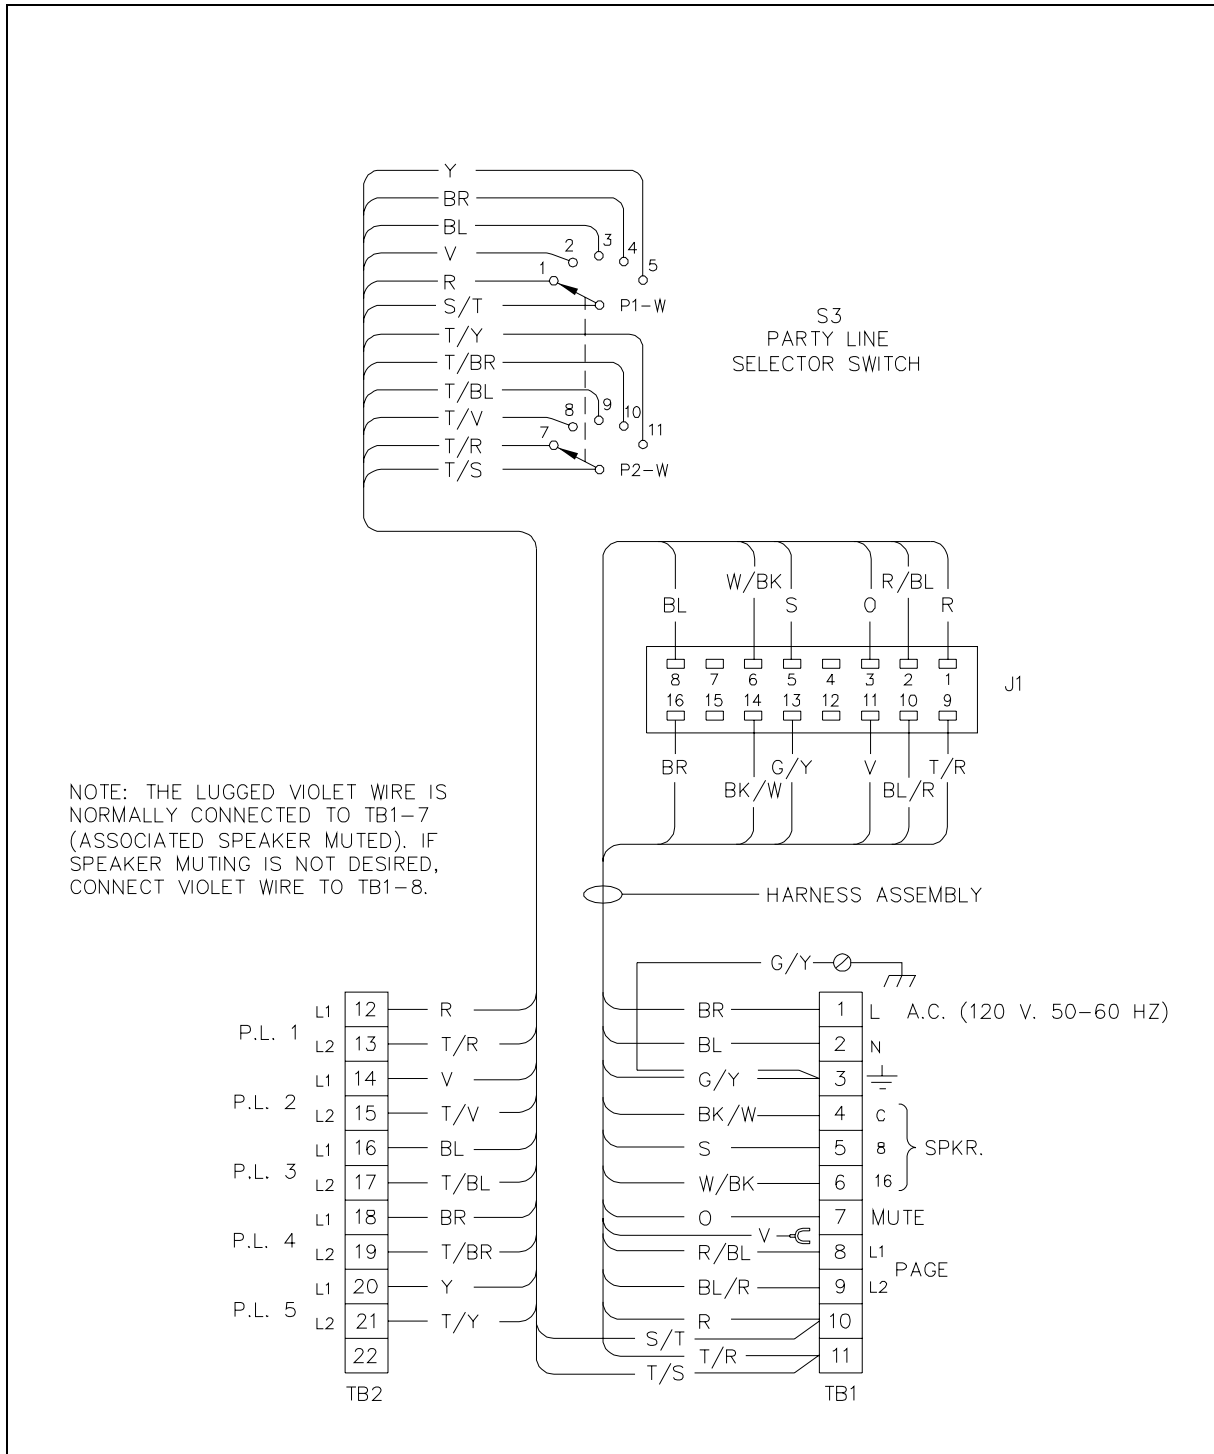 Y
BR
BL
V
R
S/T
T/Y
T/BR
T/BL
T/V
T/R
T/S
1
2
3
4
5
P1-W
7
8
9
10
11
P2-W
S3
PARTY LINE
SELECTOR SWITCH
W/BK R/BL
BL S O R
8 7 6 5 4 3 2 1
16 15 14 13 12 11 10 9
J1
BR G/Y V T/R
BK/W BL/R
NOTE: THE LUGGED VIOLET WIRE IS
NORMALLY CONNECTED TO TB1-7
(ASSOCIATED SPEAKER MUTED). IF
SPEAKER MUTING IS NOT DESIRED,
CONNECT VIOLET WIRE TO TB1-8.
HARNESS ASSEMBLY
G/Y
P.L. 1
L1 12 R
L2 13 T/R
P.L. 2
L1 14 V
L2 15 T/V
P.L. 3
L1 16 BL
L2 17 T/BL
P.L. 4
L1 18 BR
L2 19 T/BR
P.L. 5
L1 20 Y
L2 21 T/Y
22
TB2
BR 1 L A.C. (120 V. 50-60 HZ)
BL 2 N
G/Y 3
BK/W 4 C
S 5 8 SPKR.
W/BK 6 16
O 7 MUTE
V
R/BL 8 L1
PAGE
BL/R 9 L2
R 10
S/T
T/R 11
T/S
TB1